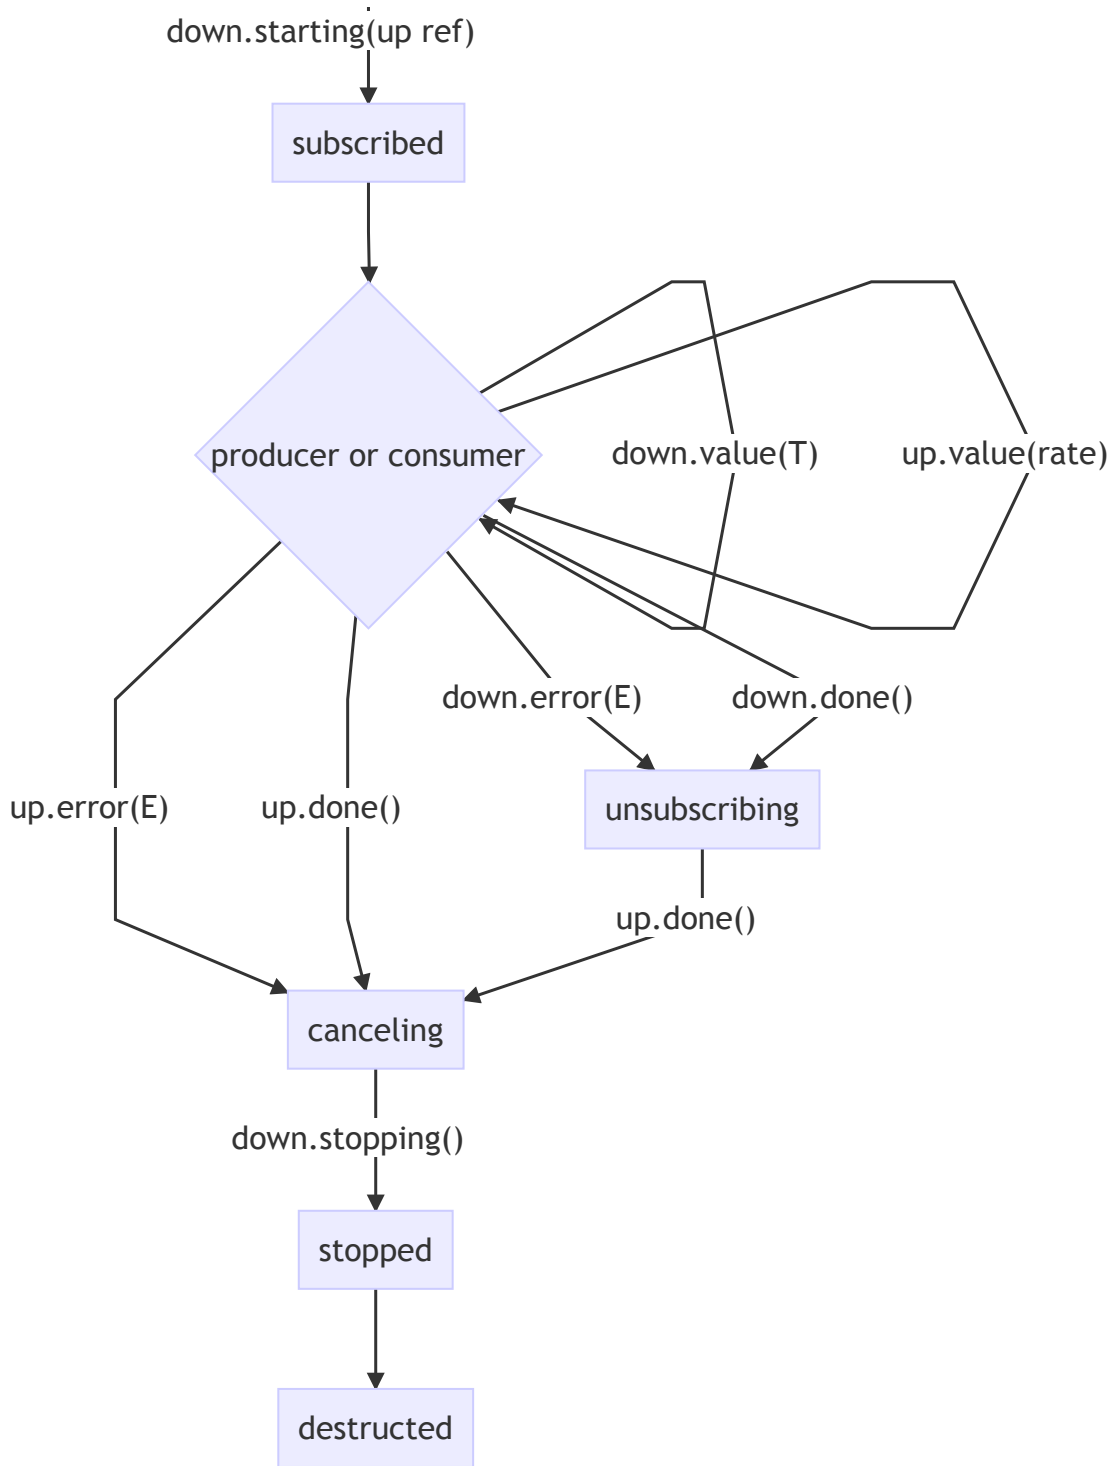 down.starting(up ref)
subscribed
producer or consumer
down.value(T)
up.value(rate)
down.error(E)
down.done()
up.error(E)
up.done()
unsubscribing
up.done()
canceling
down.stopping()
stopped
destructed